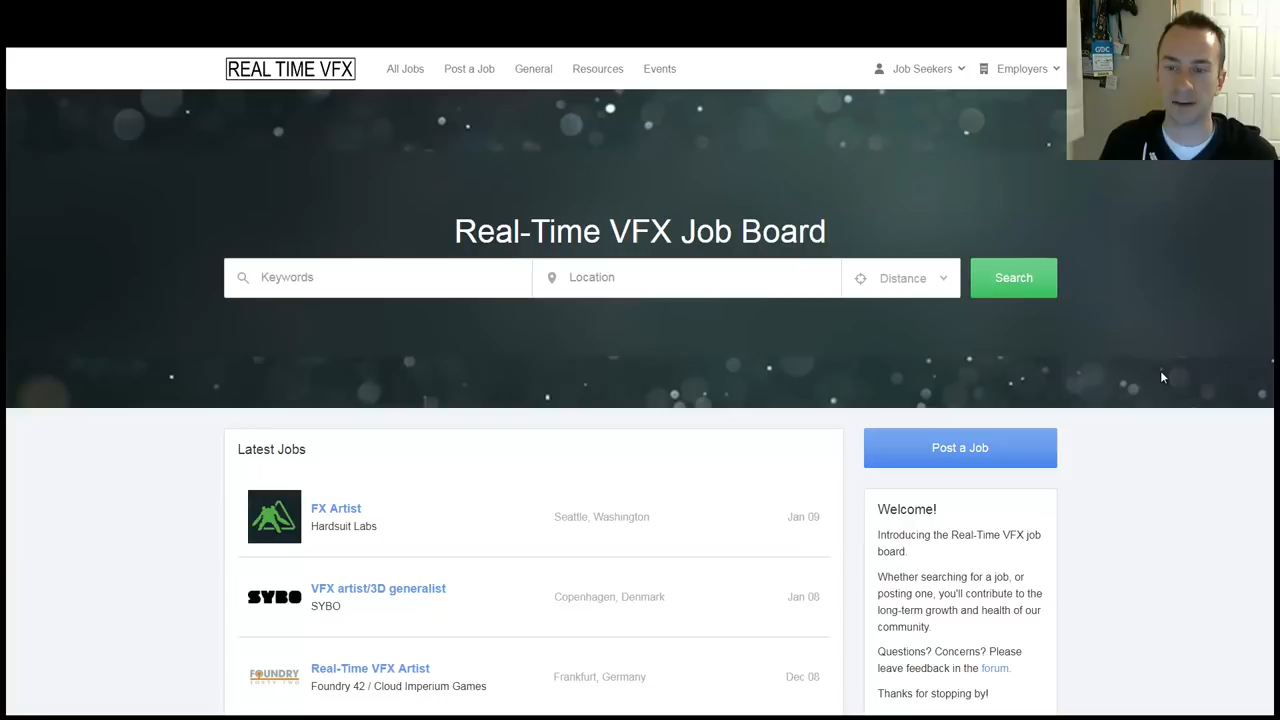 REAL TIME VFX
All Jobs
Post a Job
General
Resources
Events
Job Seekers
Employers
GDC
Real-Time VFX Job Board
Keywords
Location
Distance
Search
Latest Jobs
FX Artist
Hardsuit Labs
Seattle, Washington
Jan 09
SYBO
VFX artist/3D generalist
SYBO
Copenhagen, Denmark
Jan 08
FOUNDRY
FORTY TWO
Real-Time VFX Artist
Foundry 42 / Cloud Imperium Games
Frankfurt, Germany
Dec 08
Post a Job
Welcome!
Introducing the Real-Time VFX job
board.
Whether searching for a job, or
posting one, you'll contribute to the
long-term growth and health of our
community.
Questions? Concerns? Please
leave feedback in the forum.
Thanks for stopping by!